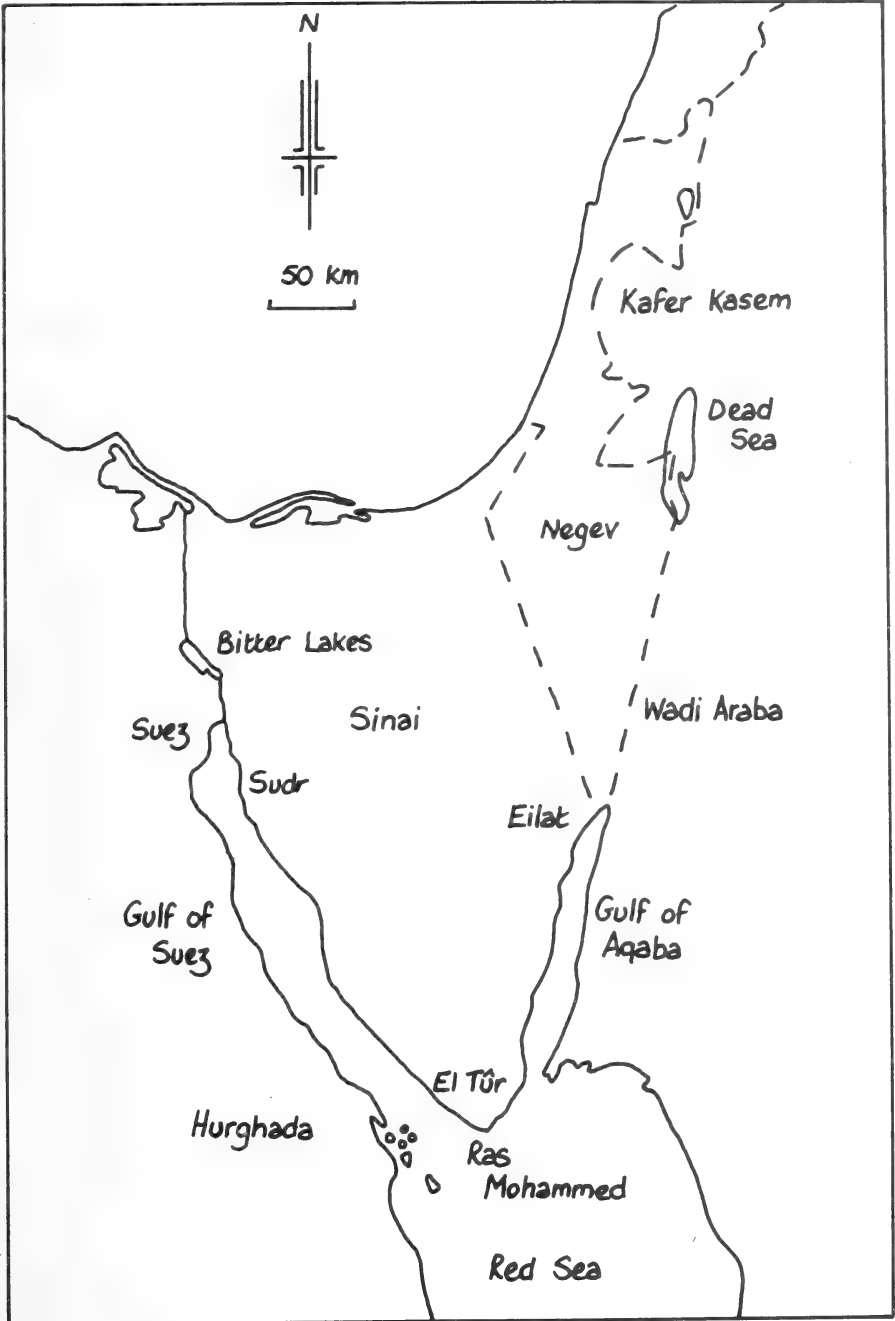 N
50 km
Kafer Kasem
Dead
Sea
Negev
Bitter Lakes
Sinai
Wadi Araba
Suez
Sudr
Eilat
Gulf of
Suez
Gulf of
Aqaba
El Tûr
Hurghada
Ras
Mohammed
Red Sea